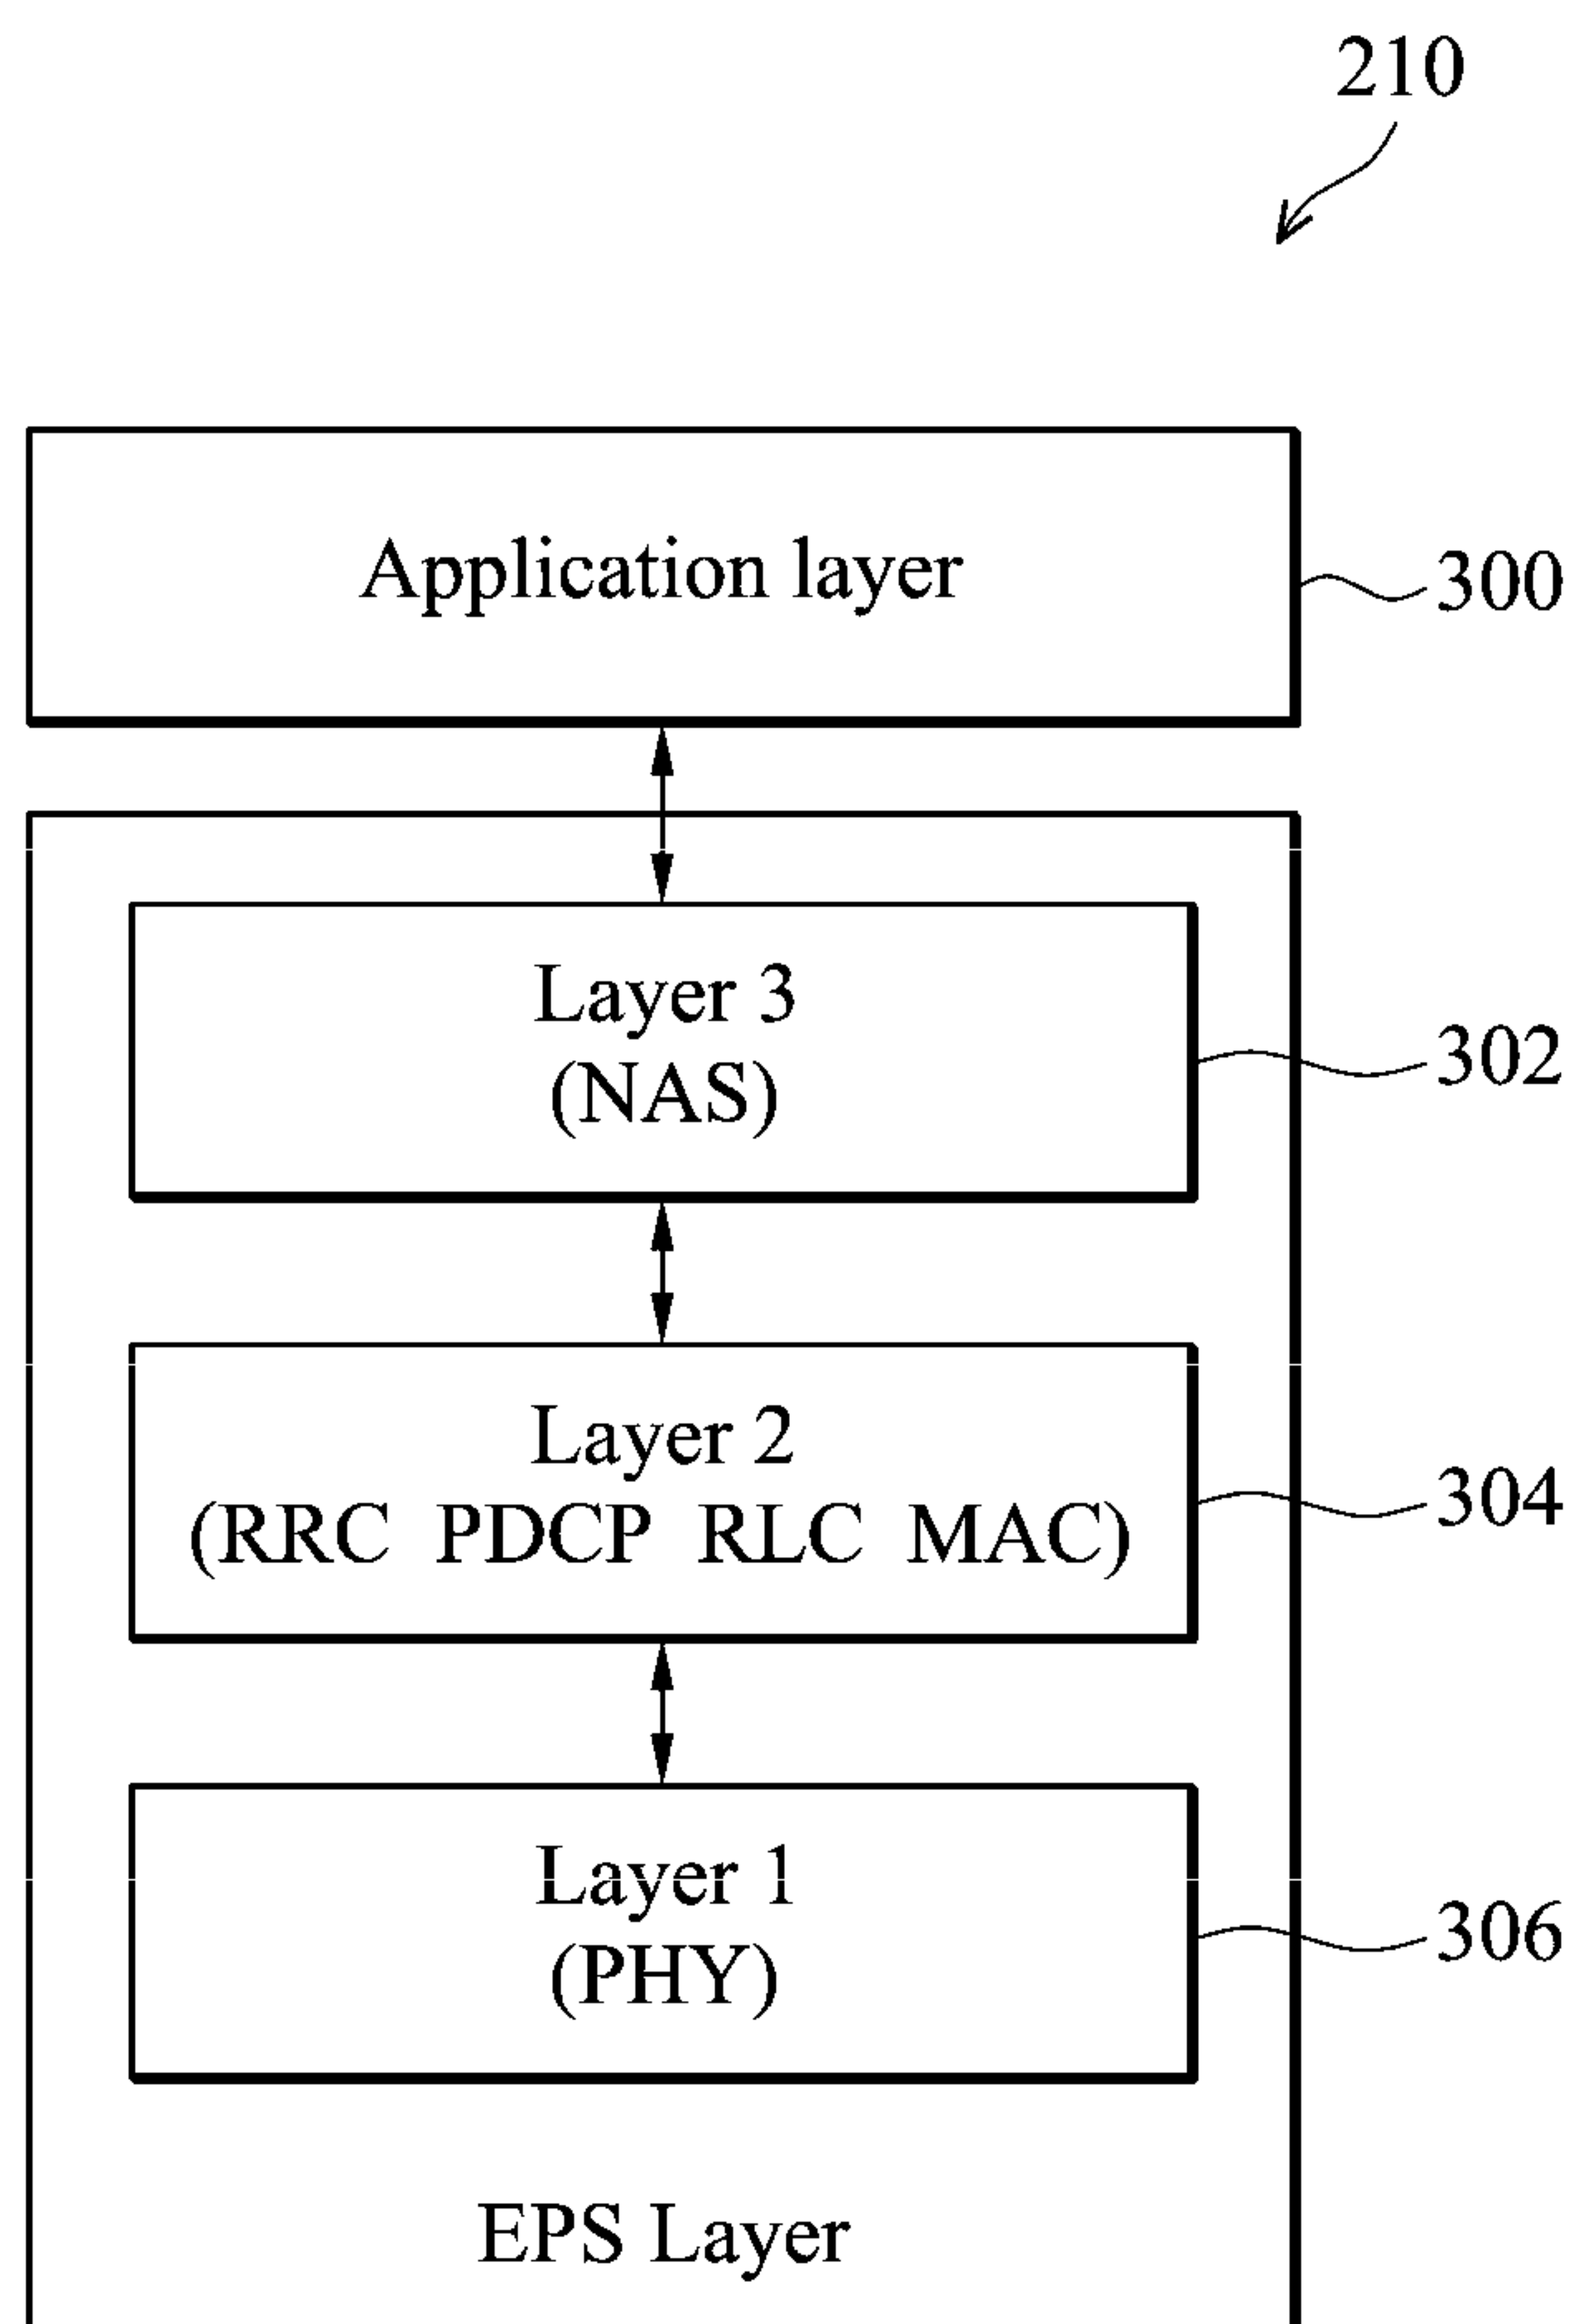 210
Application layer
300
Layer 3
(NAS)
302
Layer 2
(RRC PDCP RLC MAC)
304
Layer 1
(PHY)
306
EPS Layer